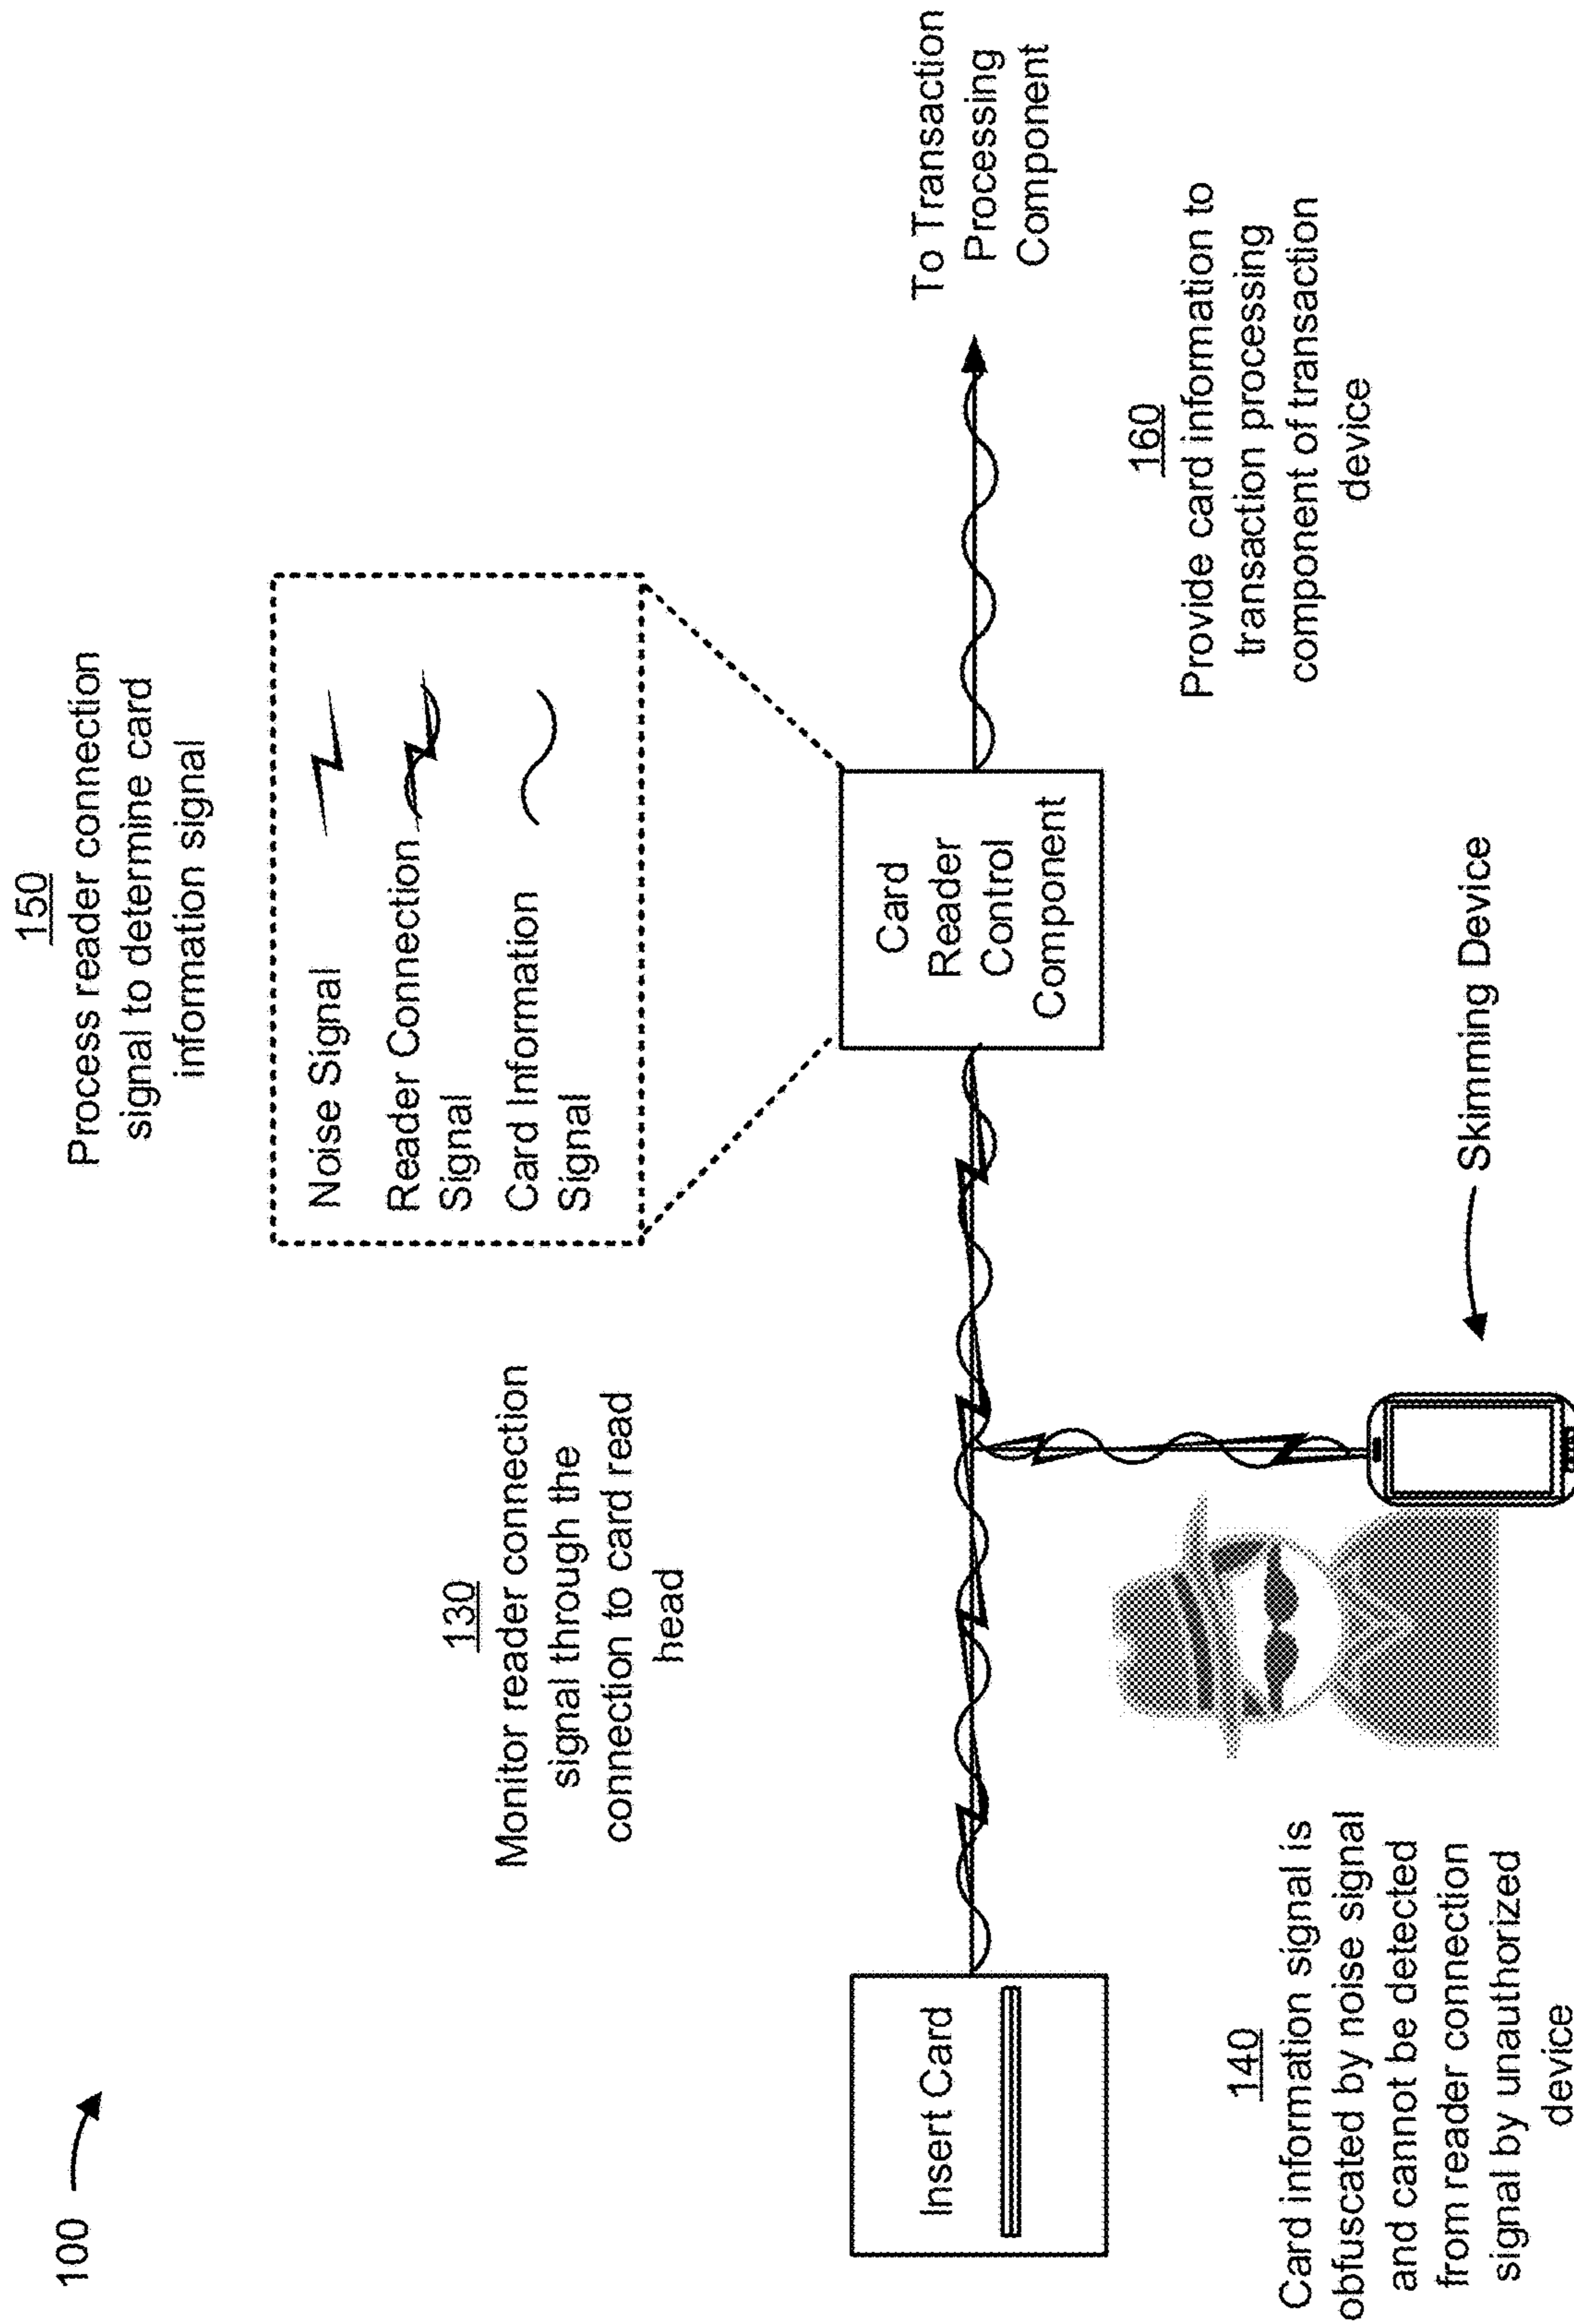 100
130
Monitor reader connection
signal through the
connection to card read
head
150
Process reader connection
signal to determine card
information signal
Noise Signal
Reader Connection
Signal
Card Information
Signal
Insert Card
Card
Reader
Control
Component
To Transaction
Processing
Component
140
Card information signal is
obfuscated by noise signal
and cannot be detected
from reader connection
signal by unauthorized
device
Skimming Device
160
Provide card information to
transaction processing
component of transaction
device